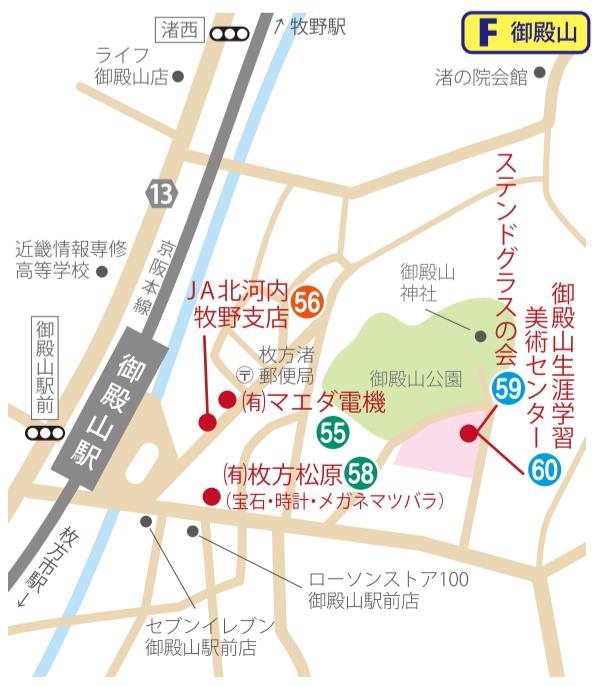 F 御殿山
渚西
↗牧野駅
ライフ
御殿山店
渚の院会館
13
近畿情報専修
高等学校
京阪本線
ステンドグラスの会
御殿山生涯学習
美術センター
御殿山
神社
JA北河内
牧野支店
56
御殿山駅前
枚方渚
郵便局
〒
御殿山公園
御殿山駅
59
㈲マエダ電機
55
60
㈲枚方松原
58
(宝石・時計・メガネマツバラ)
枚方市駅
↓
ローソンストア100
御殿山駅前店
セブンイレブン
御殿山駅前店